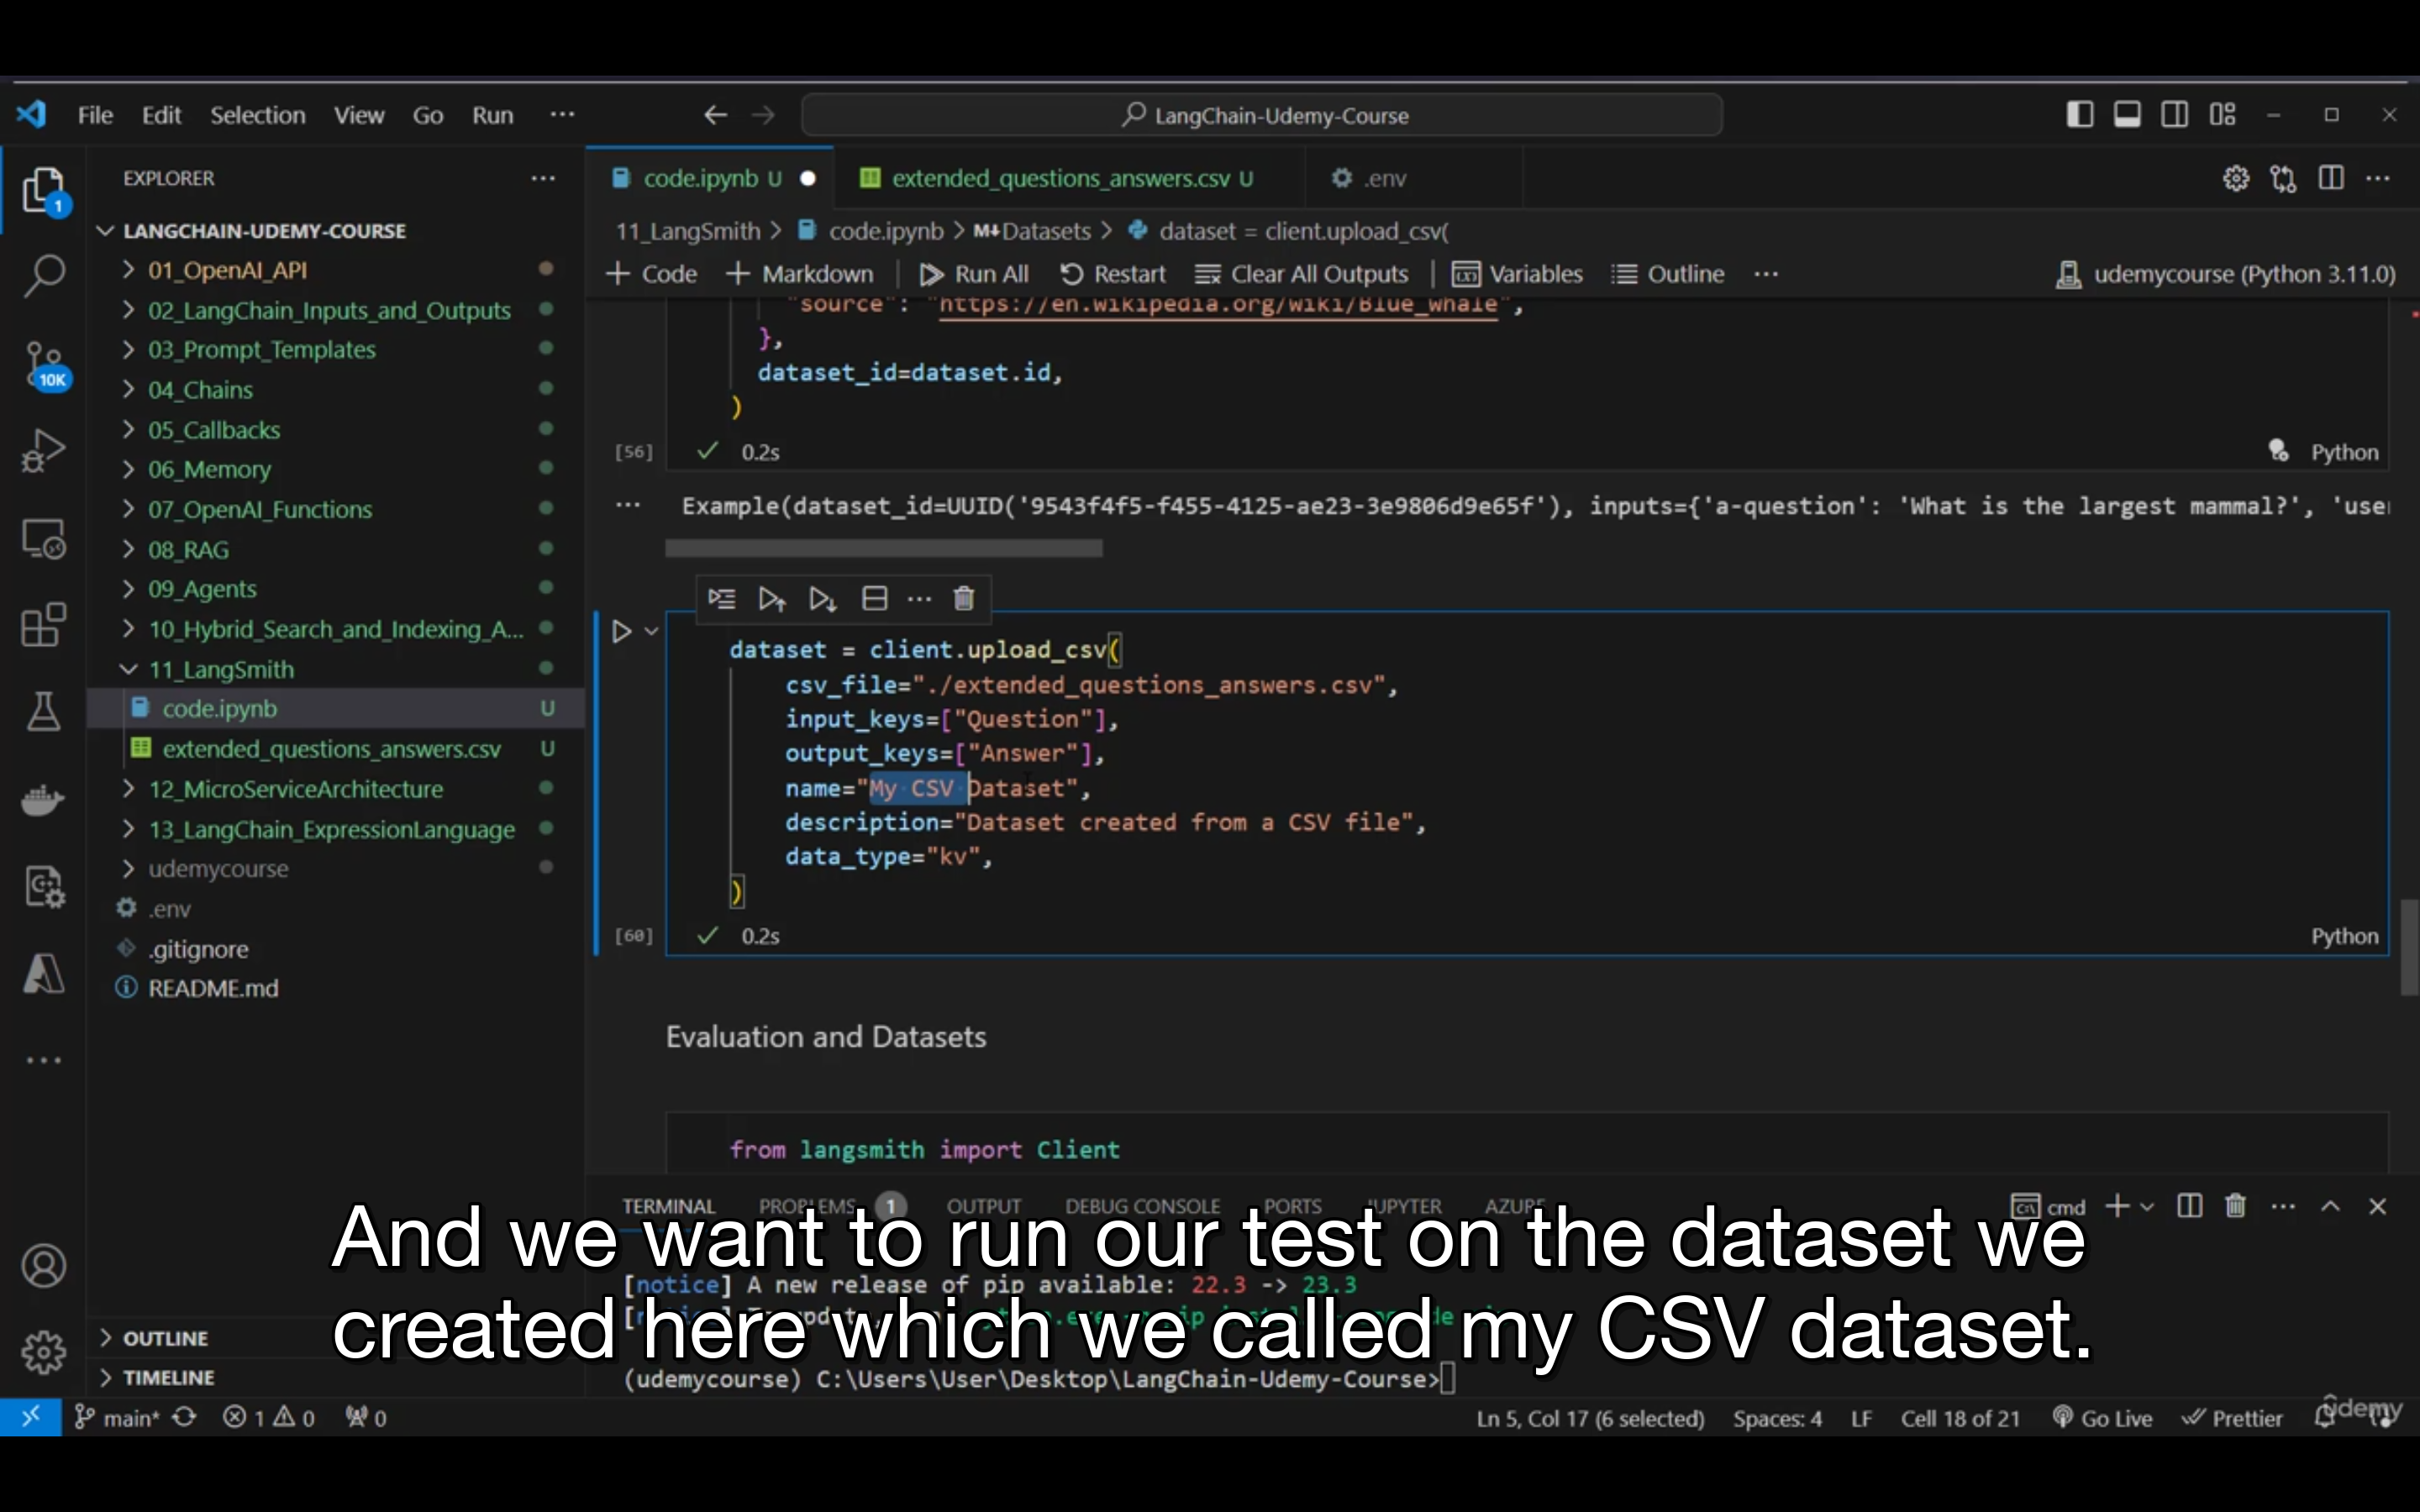 File Edit Selection View Go Run ···
LangChain-Udemy-Course
EXPLORER ···
1
10K
LANGCHAIN-UDEMY-COURSE
01_OpenAI_API
02_LangChain_Inputs_and_Outputs
03_Prompt_Templates
04_Chains
05_Callbacks
06_Memory
07_OpenAI_Functions
08_RAG
09_Agents
10_Hybrid_Search_and_Indexing_A...
11_LangSmith
code.ipynb U
extended_questions_answers.csv U
12_MicroServiceArchitecture
13_LangChain_ExpressionLanguage
udemycourse
.env
.gitignore
README.md
OUTLINE
TIMELINE
code.ipynb U extended_questions_answers.csv U .env
11_LangSmith > code.ipynb > M↓Datasets > dataset = client.upload_csv(
+ Code + Markdown | Run All Restart Clear All Outputs | Variables Outline ··· udemycourse (Python 3.11.0)
"source": "https://en.wikipedia.org/wiki/Blue_whale",
},
dataset_id=dataset.id,
)
[56] 0.2s Python
··· Example(dataset_id=UUID('9543f4f5-f455-4125-ae23-3e9806d9e65f'), inputs={'a-question': 'What is the largest mammal?', 'use
dataset = client.upload_csv(
csv_file="./extended_questions_answers.csv",
input_keys=["Question"],
output_keys=["Answer"],
name="My CSV Dataset",
description="Dataset created from a CSV file",
data_type="kv",
)
[60] 0.2s Python
Evaluation and Datasets
from langsmith import Client
TERMINAL PROBLEMS 1 OUTPUT DEBUG CONSOLE PORTS JUPYTER AZURE cmd
And we want to run our test on the dataset we
created here which we called my CSV dataset.
[notice] A new release of pip available: 22.3 -> 23.3
(udemycourse) C:\Users\User\Desktop\LangChain-Udemy-Course>
main* 1 0 0 Ln 5, Col 17 (6 selected) Spaces: 4 LF Cell 18 of 21 Go Live Prettier
ûdemy